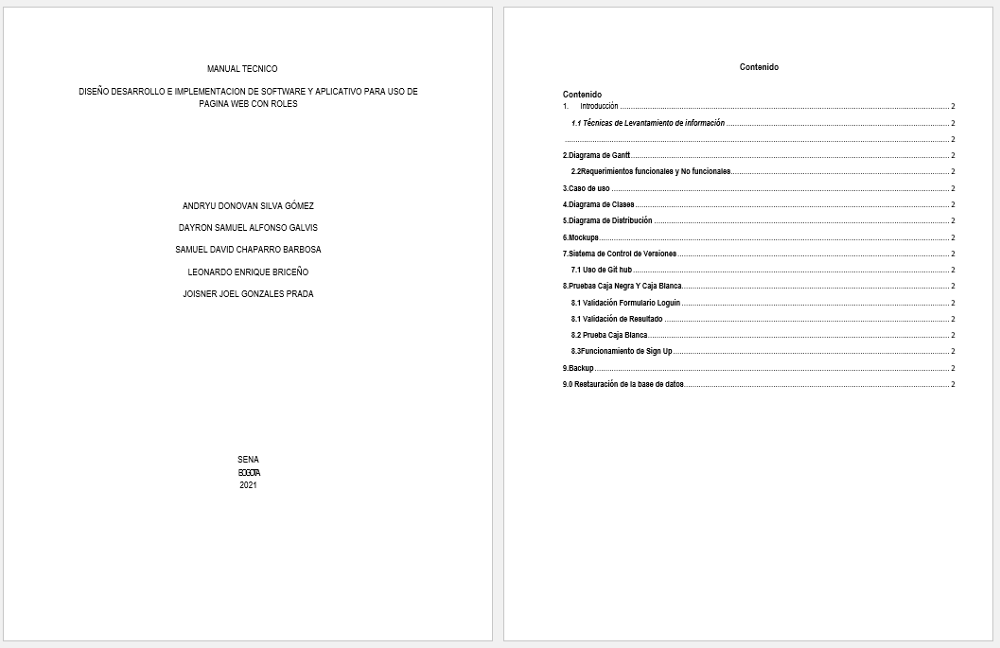 MANUAL TECNICO
DISEÑO DESARROLLO E IMPLEMENTACION DE SOFTWARE Y APLICATIVO PARA USO DE
PAGINA WEB CON ROLES
ANDRYU DONOVAN SILVA GÓMEZ
DAYRON SAMUEL ALFONSO GALVIS
SAMUEL DAVID CHAPARRO BARBOSA
LEONARDO ENRIQUE BRICEÑO
JOISNER JOEL GONZALES PRADA
SENA
BOGOTA
2021
Contenido
Contenido
1. Introducción ........ 2
1.1 Técnicas de Levantamiento de información ........ 2
........ 2
2.Diagrama de Gantt ........ 2
2.2Requerimientos funcionales y No funcionales ........ 2
3.Caso de uso ........ 2
4.Diagrama de Clases ........ 2
5.Diagrama de Distribución ........ 2
6.Mockups ........ 2
7.Sistema de Control de Versiones ........ 2
7.1 Uso de Git hub ........ 2
8.Pruebas Caja Negra Y Caja Blanca ........ 2
8.1 Validación Formulario Loguin ........ 2
8.1 Validación de Resultado ........ 2
8.2 Prueba Caja Blanca ........ 2
8.3Funcionamiento de Sign Up ........ 2
9.Backup ........ 2
9.0 Restauración de la base de datos ........ 2